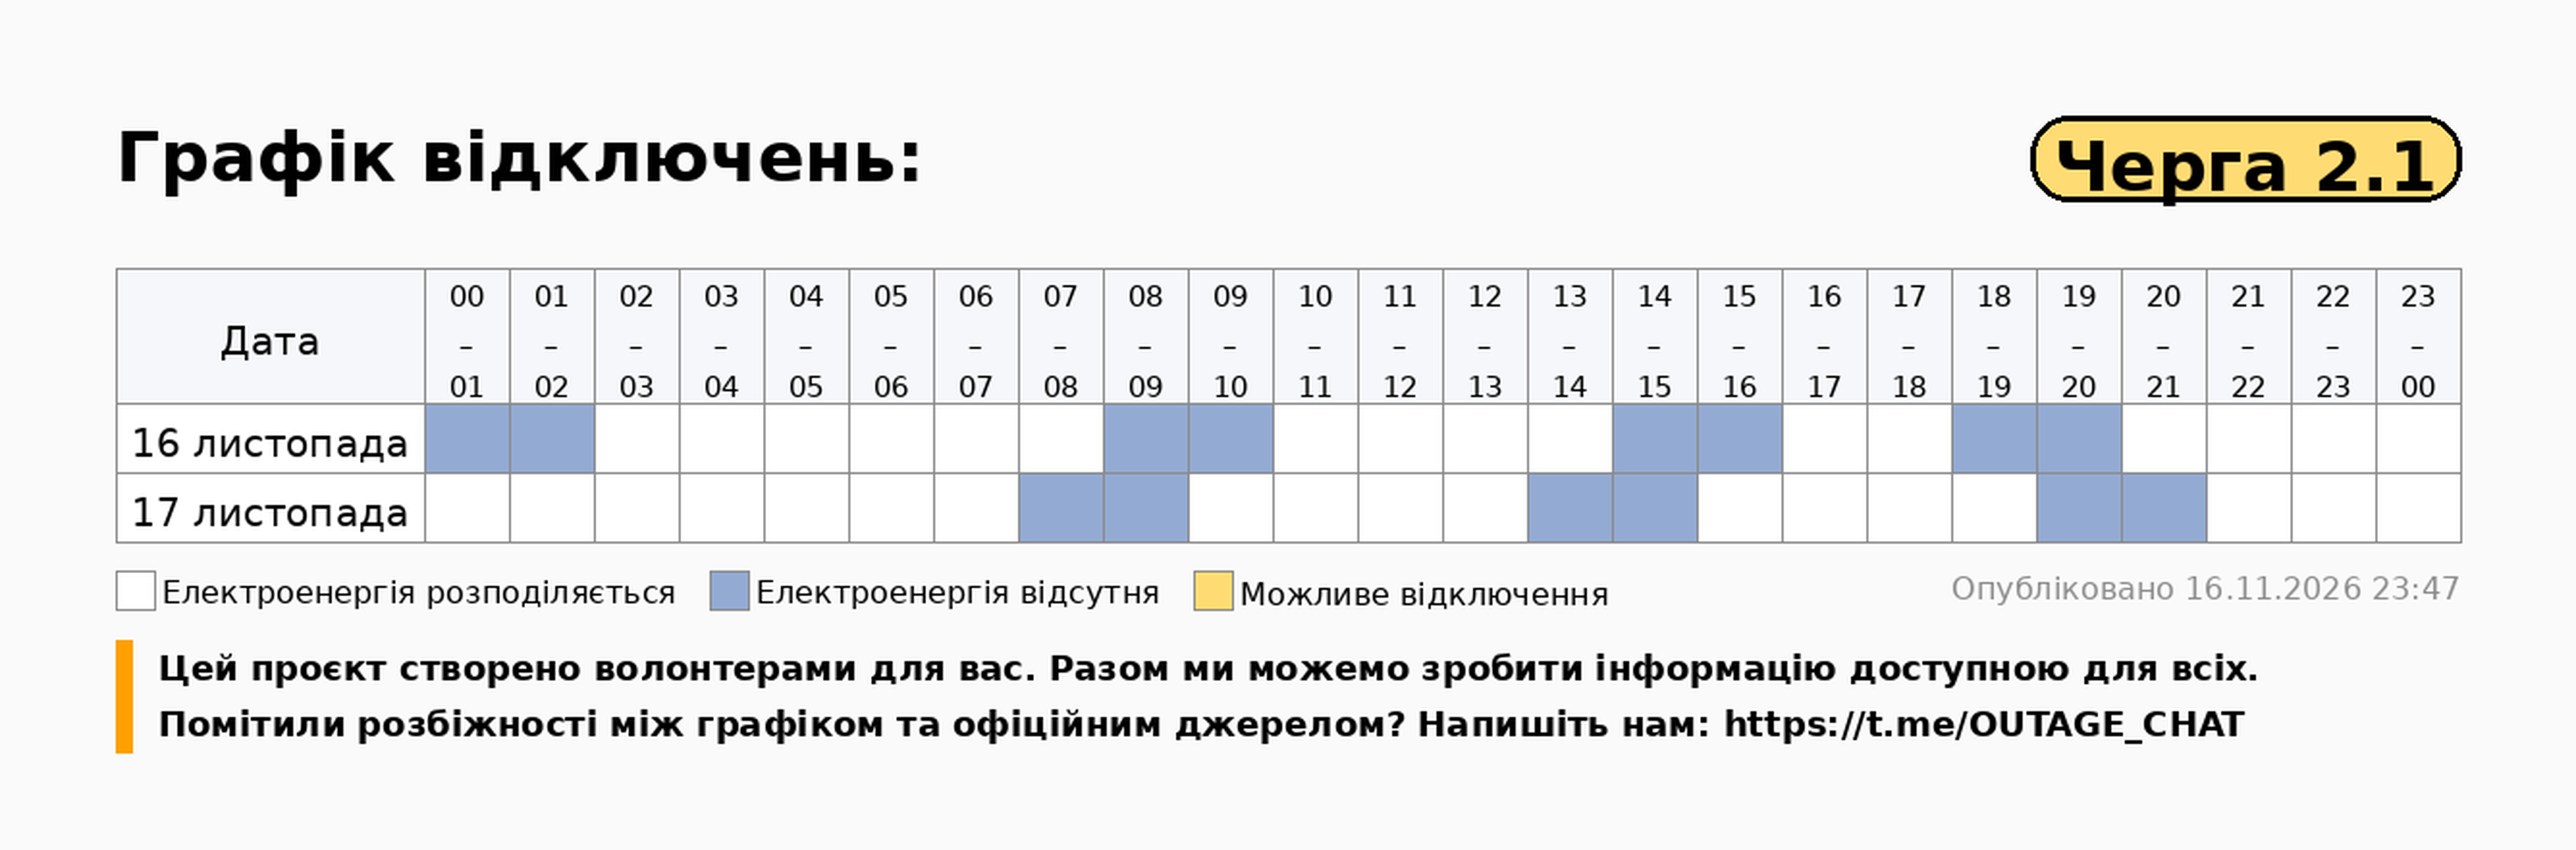 Графік відключень:
Черга 2.1
Дата
00 – 01
01 – 02
02 – 03
03 – 04
04 – 05
05 – 06
06 – 07
07 – 08
08 – 09
09 – 10
10 – 11
11 – 12
12 – 13
13 – 14
14 – 15
15 – 16
16 – 17
17 – 18
18 – 19
19 – 20
20 – 21
21 – 22
22 – 23
23 – 00
16 листопада
17 листопада
Електроенергія розподіляється
Електроенергія відсутня
Можливе відключення
Опубліковано 16.11.2026 23:47
Цей проєкт створено волонтерами для вас. Разом ми можемо зробити інформацію доступною для всіх.
Помітили розбіжності між графіком та офіційним джерелом? Напишіть нам: https://t.me/OUTAGE_CHAT